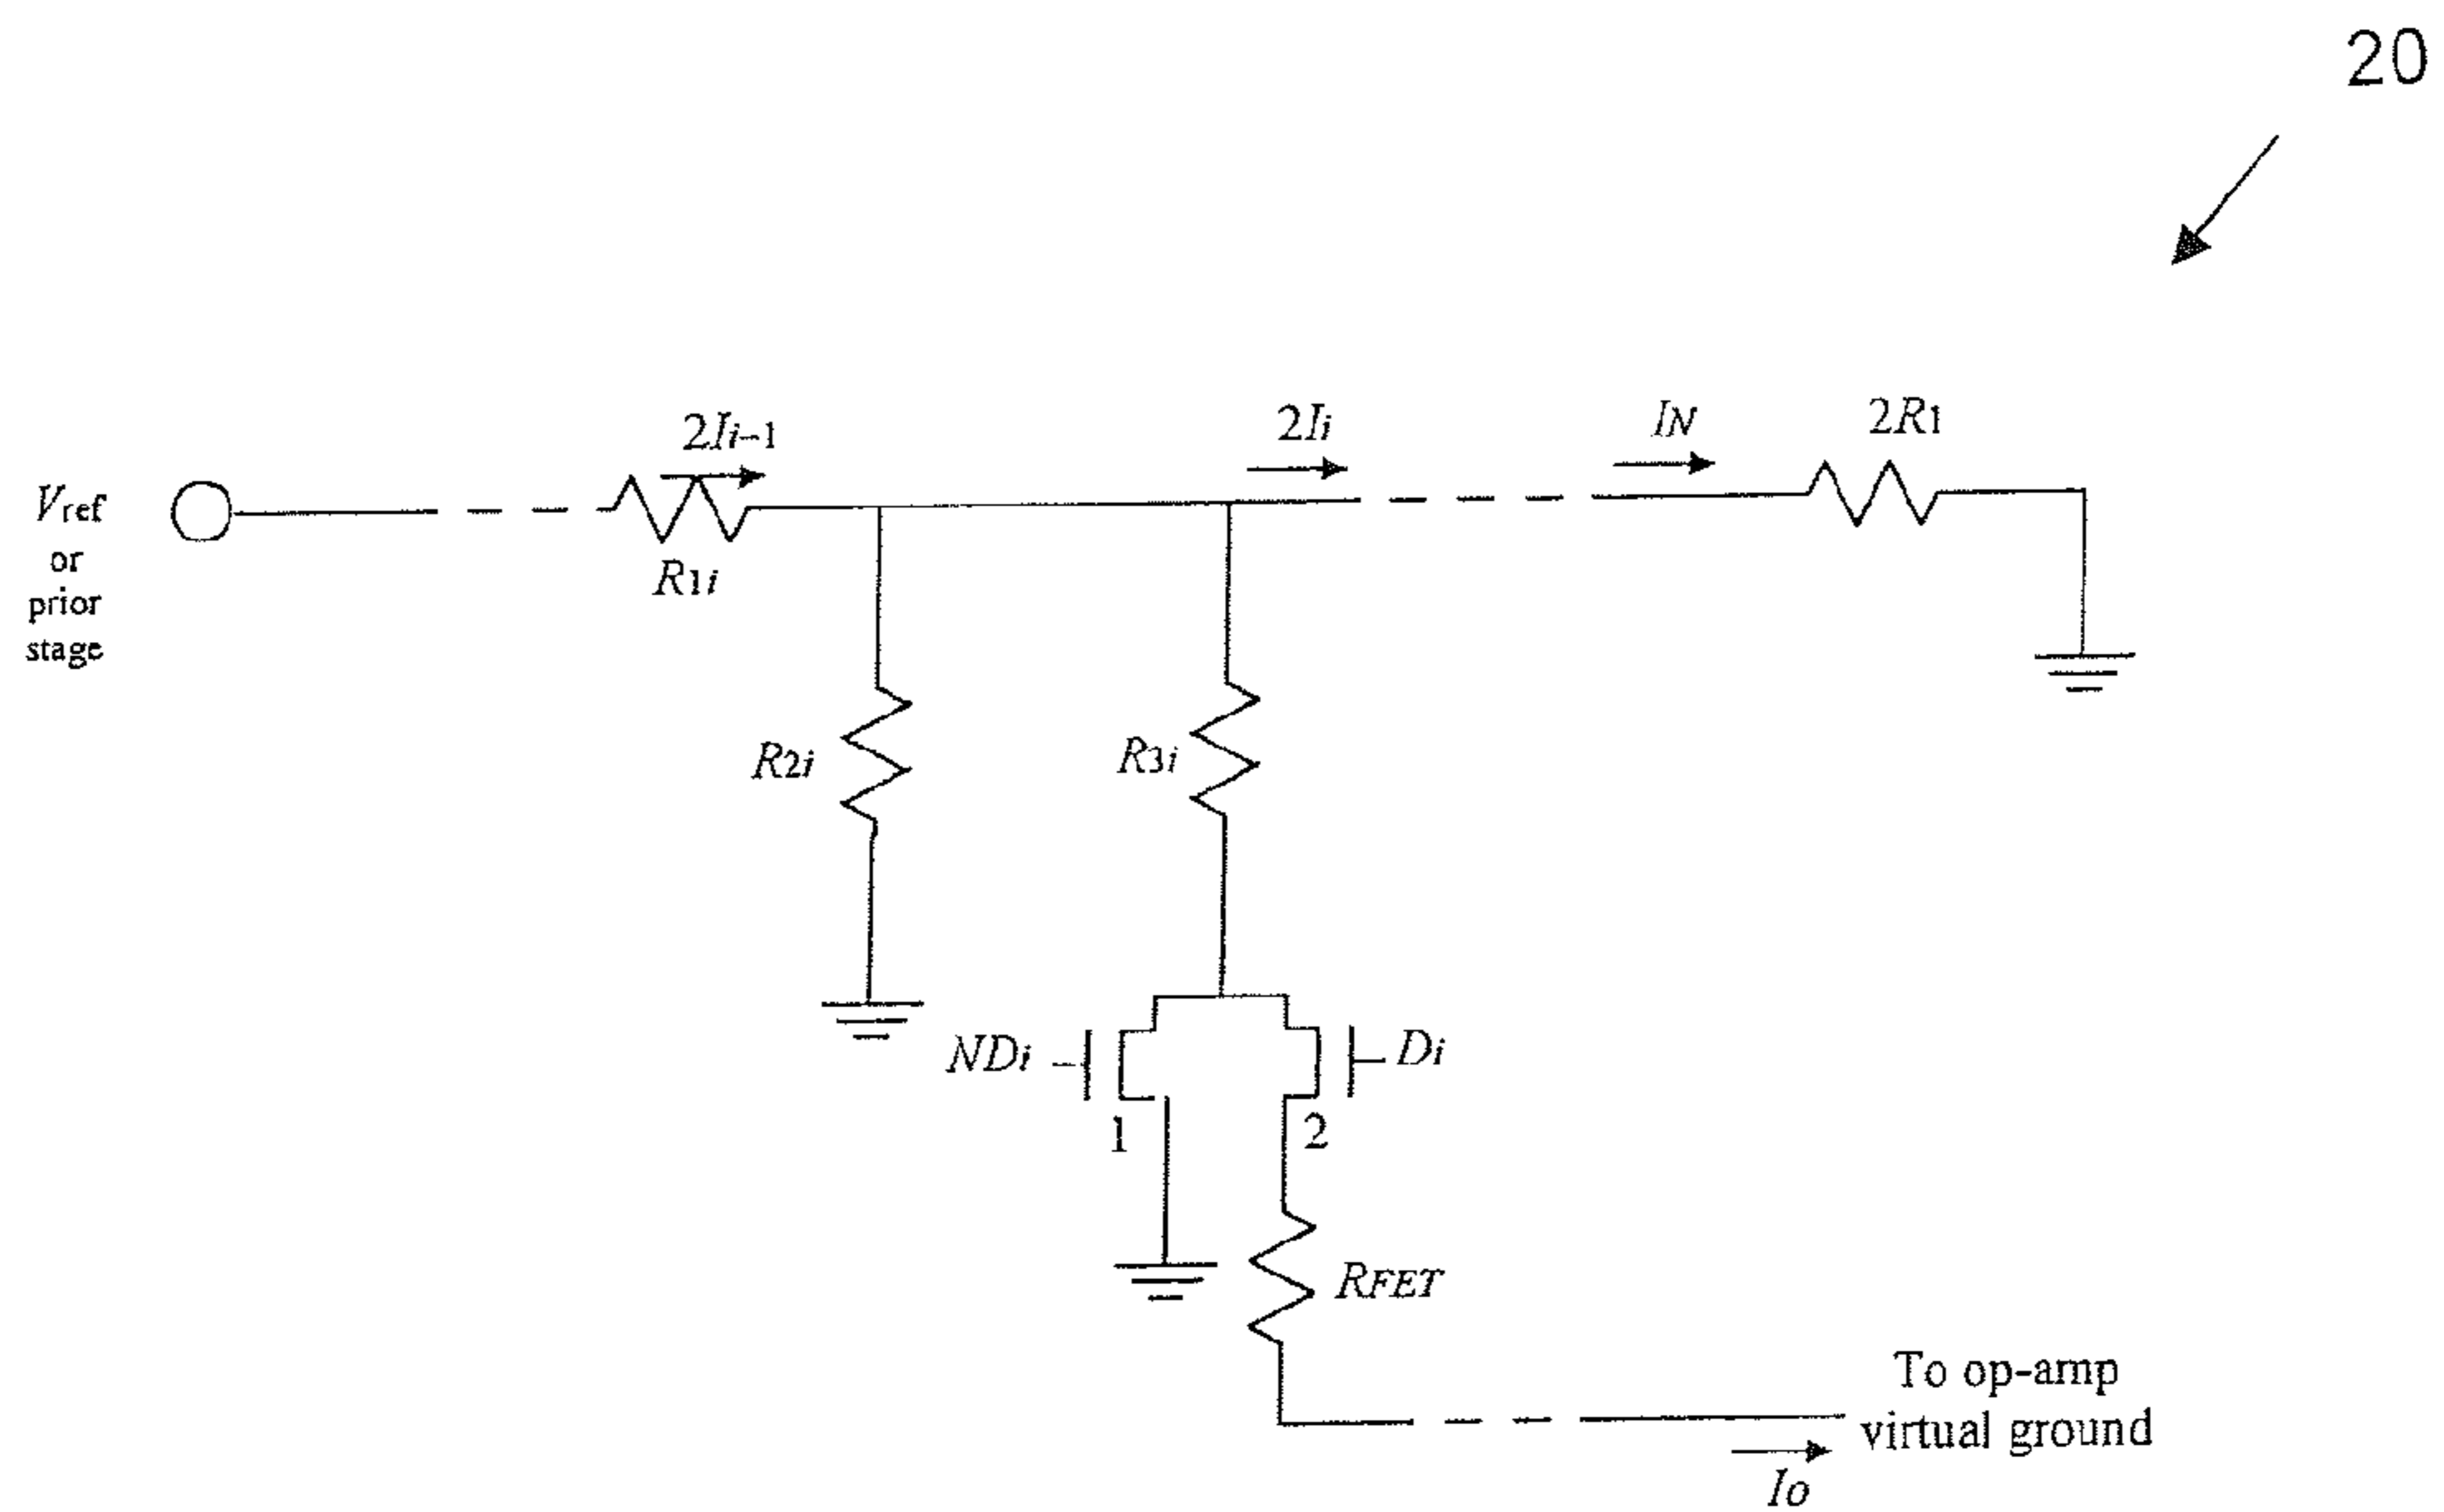 20
2Ii–1
2Ii
IN
2R1
Vref
or
prior
stage
R1i
R2i
R3i
NDi
Di
1
2
RFET
To op-amp
virtual ground
Io